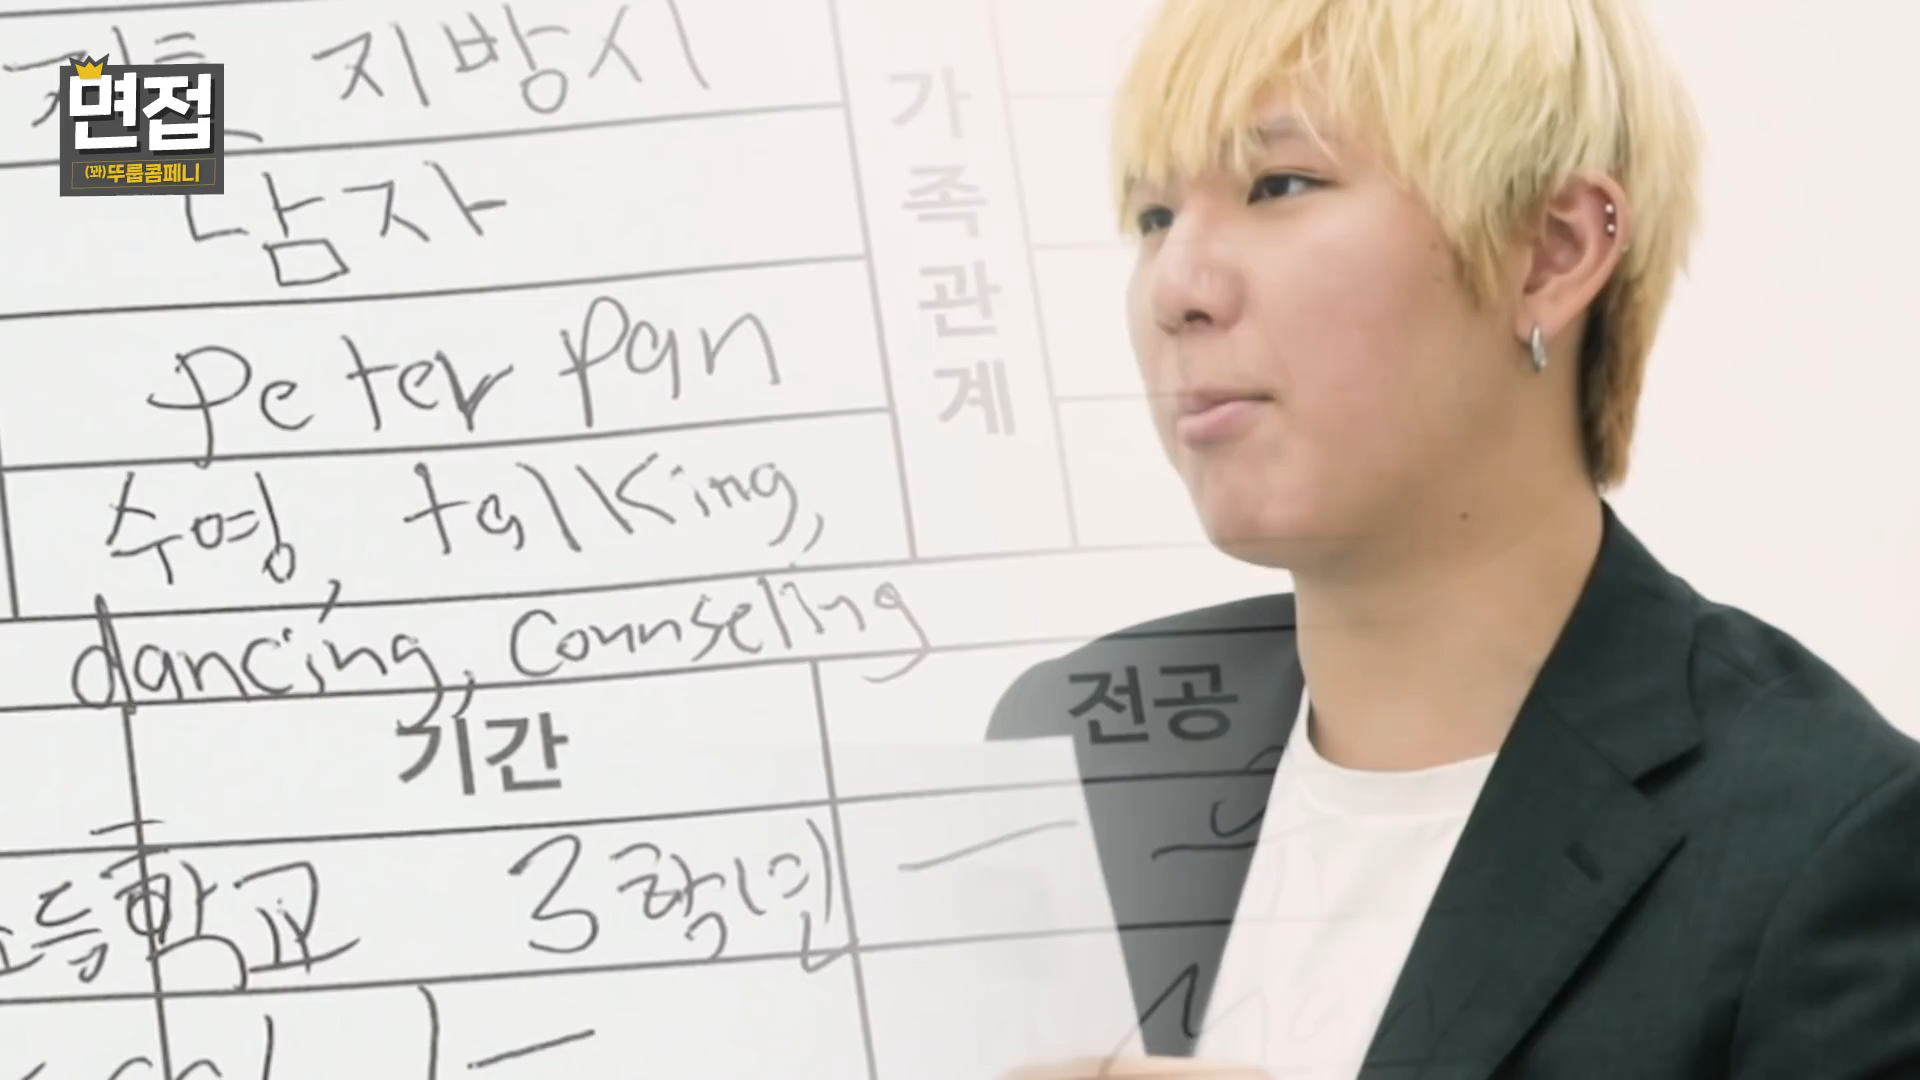 지방시
면접
(꽈)뚜룹콤페니
남자
가족관계
Peter Pan
수영, talking,
dancing, counseling
전공
기간
고등학교 3학년